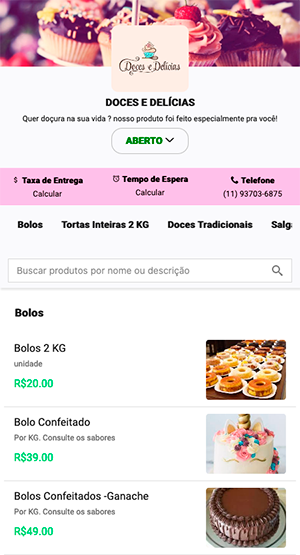 Doces e Delícias
DOCES E DELÍCIAS
Quer doçura na sua vida ? nosso produto foi feito especialmente pra você!
ABERTO
$ Taxa de Entrega
Calcular
Tempo de Espera
Calcular
Telefone
(11) 93703-6875
Bolos Tortas Inteiras 2 KG Doces Tradicionais Salga
Buscar produtos por nome ou descrição
Bolos
Bolos 2 KG
unidade
R$20.00
Bolo Confeitado
Por KG. Consulte os sabores
R$39.00
Bolos Confeitados -Ganache
Por KG. Consulte os sabores
R$49.00